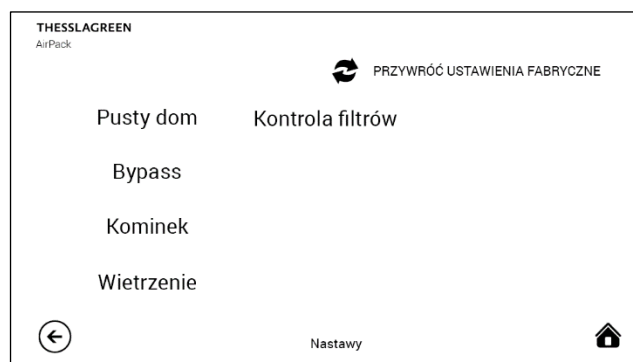 THESSLAGREEN
AirPack
PRZYWRÓĆ USTAWIENIA FABRYCZNE
Pusty dom
Kontrola filtrów
Bypass
Kominek
Wietrzenie
Nastawy